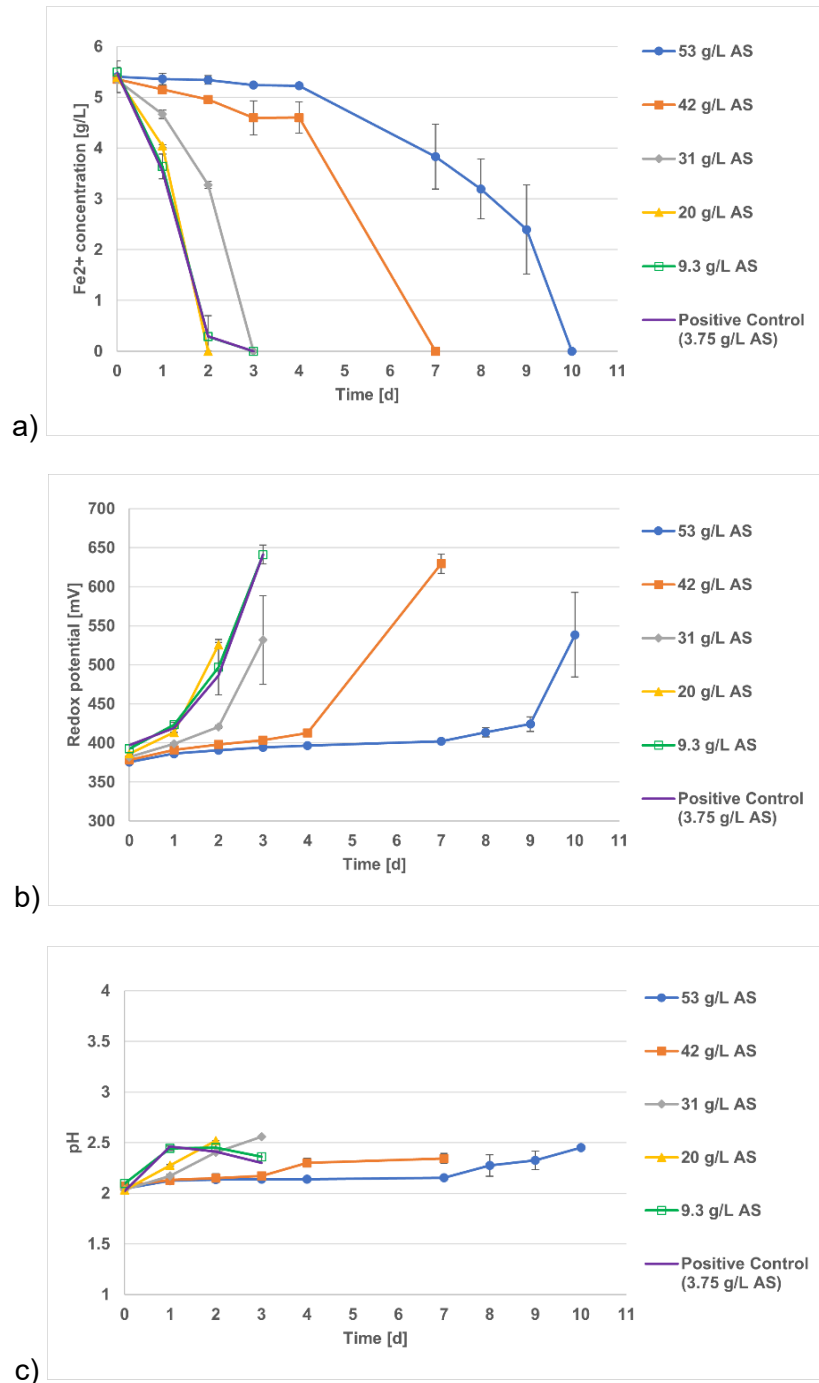 6
5
4
3
2
1
0
0 1 2 3 4 5 6 7 8 9 10 11
Fe2+ concentration [g/L]
Time [d]
53 g/L AS
42 g/L AS
31 g/L AS
20 g/L AS
9.3 g/L AS
Positive Control
(3.75 g/L AS)
a)
700
650
600
550
500
450
400
350
300
0 1 2 3 4 5 6 7 8 9 10 11
Redox potential [mV]
Time [d]
53 g/L AS
42 g/L AS
31 g/L AS
20 g/L AS
9.3 g/L AS
Positive Control
(3.75 g/L AS)
b)
4
3.5
3
2.5
2
1.5
1
0 1 2 3 4 5 6 7 8 9 10 11
pH
Time [d]
53 g/L AS
42 g/L AS
31 g/L AS
20 g/L AS
9.3 g/L AS
Positive Control
(3.75 g/L AS)
c)